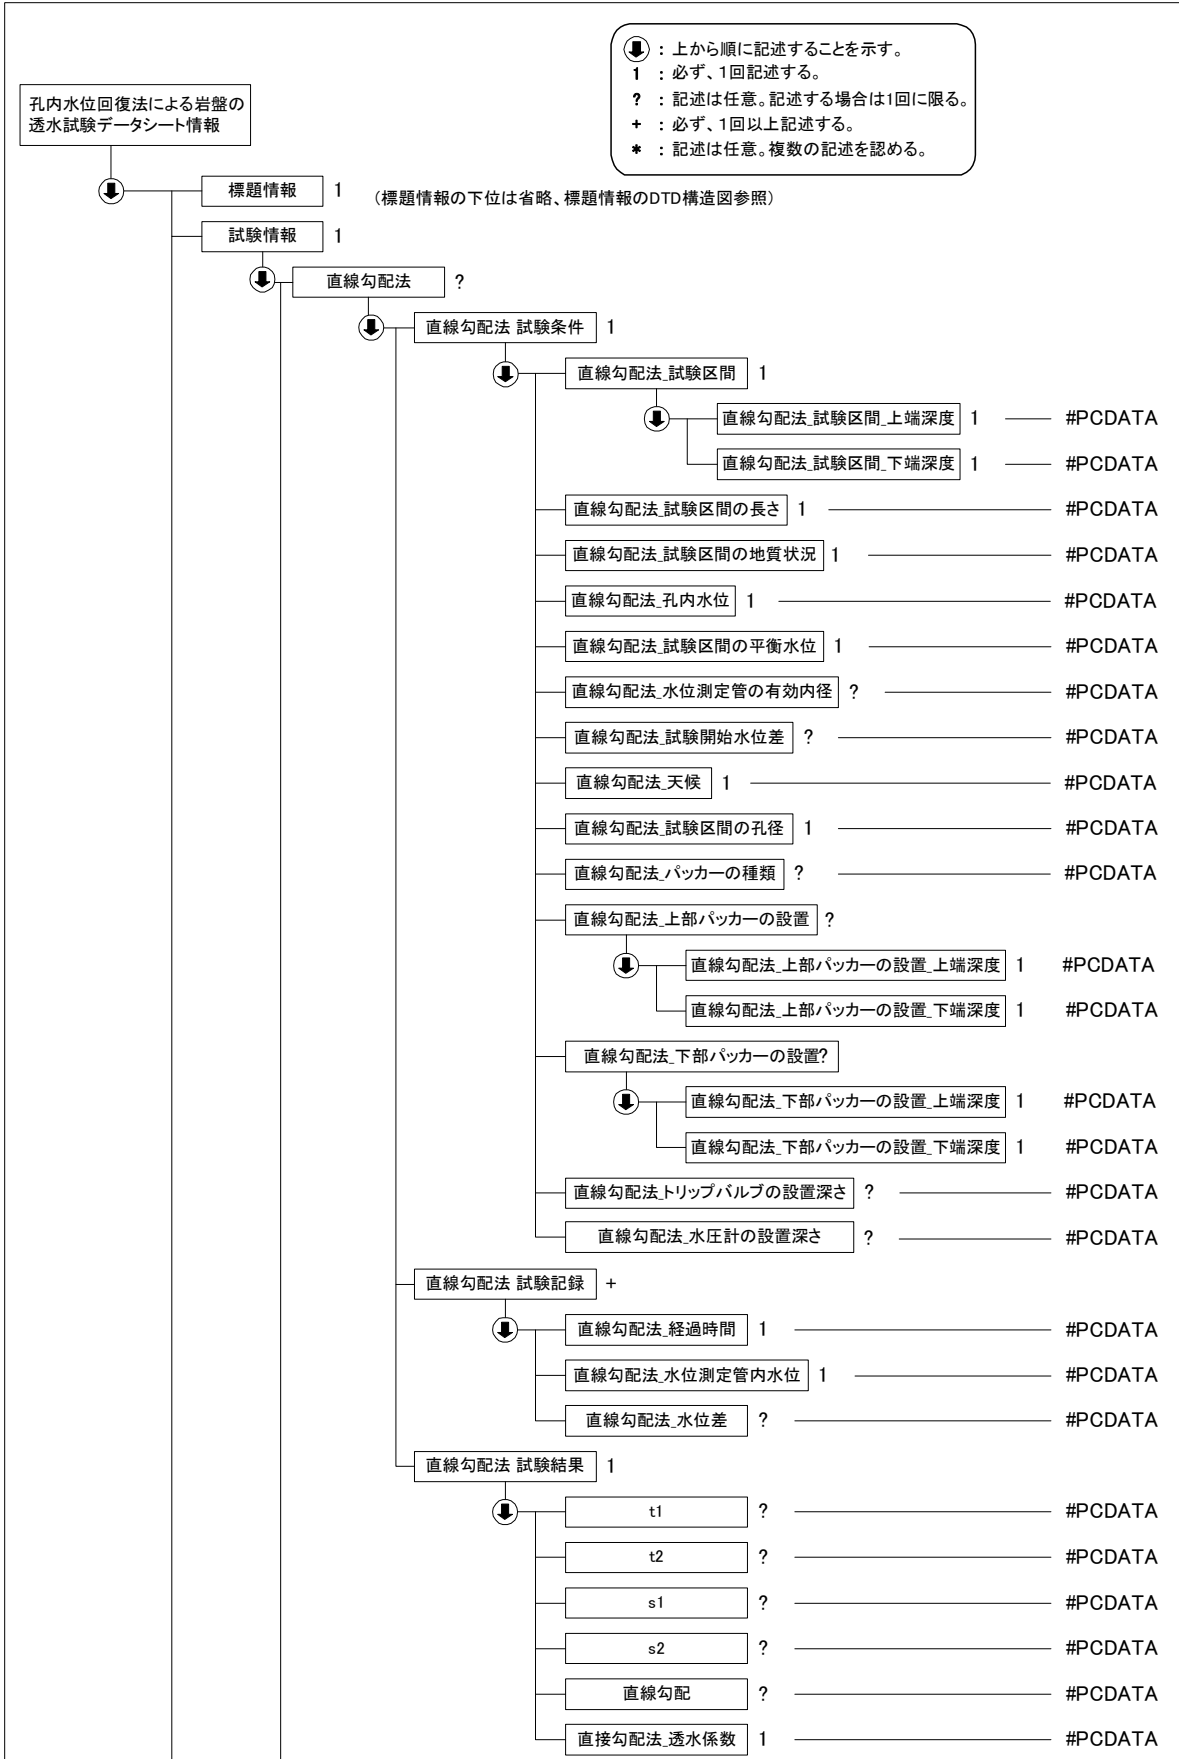 ⬇ : 上から順に記述することを示す。
1 : 必ず、1回記述する。
? : 記述は任意。記述する場合は1回に限る。
+ : 必ず、1回以上記述する。
* : 記述は任意。複数の記述を認める。
孔内水位回復法による岩盤の
透水試験データシート情報
標題情報 1 (標題情報の下位は省略、標題情報のDTD構造図参照)
試験情報 1
直線勾配法 ?
直線勾配法 試験条件 1
直線勾配法_試験区間 1
直線勾配法_試験区間_上端深度 1 #PCDATA
直線勾配法_試験区間_下端深度 1 #PCDATA
直線勾配法_試験区間の長さ 1 #PCDATA
直線勾配法_試験区間の地質状況 1 #PCDATA
直線勾配法_孔内水位 1 #PCDATA
直線勾配法_試験区間の平衡水位 1 #PCDATA
直線勾配法_水位測定管の有効内径 ? #PCDATA
直線勾配法_試験開始水位差 ? #PCDATA
直線勾配法_天候 1 #PCDATA
直線勾配法_試験区間の孔径 1 #PCDATA
直線勾配法_パッカーの種類 ? #PCDATA
直線勾配法_上部パッカーの設置 ?
直線勾配法_上部パッカーの設置_上端深度 1 #PCDATA
直線勾配法_上部パッカーの設置_下端深度 1 #PCDATA
直線勾配法_下部パッカーの設置?
直線勾配法_下部パッカーの設置_上端深度 1 #PCDATA
直線勾配法_下部パッカーの設置_下端深度 1 #PCDATA
直線勾配法_トリップバルブの設置深さ ? #PCDATA
直線勾配法_水圧計の設置深さ ? #PCDATA
直線勾配法 試験記録 +
直線勾配法_経過時間 1 #PCDATA
直線勾配法_水位測定管内水位 1 #PCDATA
直線勾配法_水位差 ? #PCDATA
直線勾配法 試験結果 1
t1 ? #PCDATA
t2 ? #PCDATA
s1 ? #PCDATA
s2 ? #PCDATA
直線勾配 ? #PCDATA
直接勾配法_透水係数 1 #PCDATA